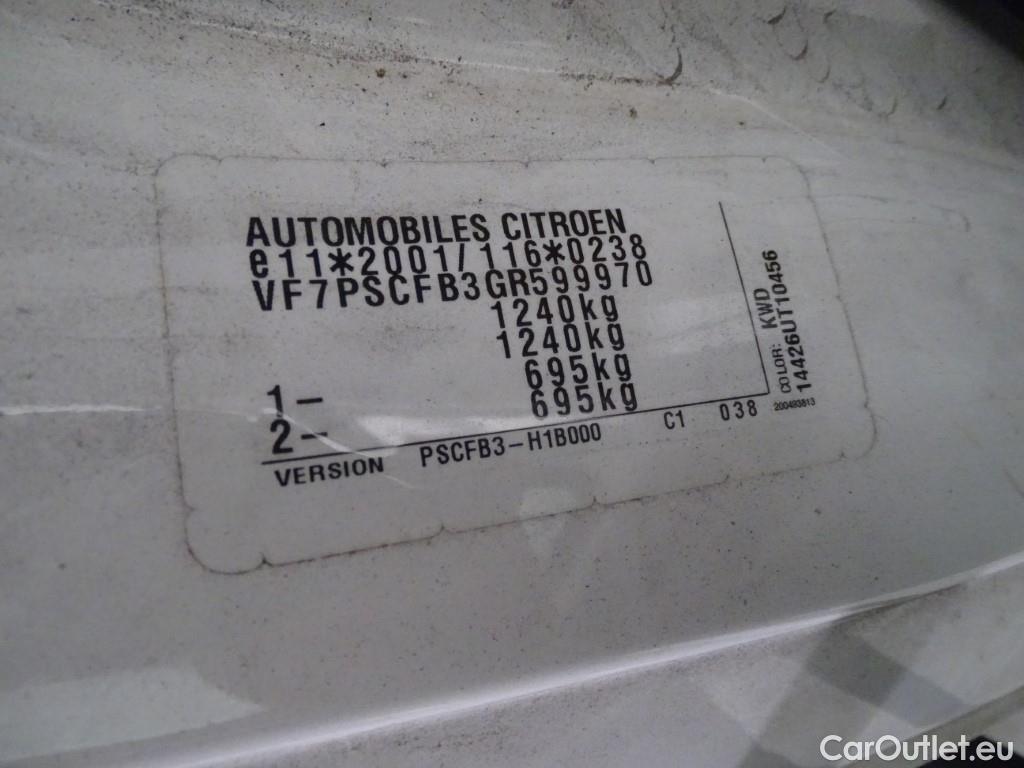 AUTOMOBILES CITROEN
e11*2001/116*0238
VF7PSCFB3GR599970
1240kg
1240kg
1- 695kg
2- 695kg
VERSION PSCFB3-H1B000 C1 038
COLOR: KWD
14426UT10456
200493813
CarOutlet.eu